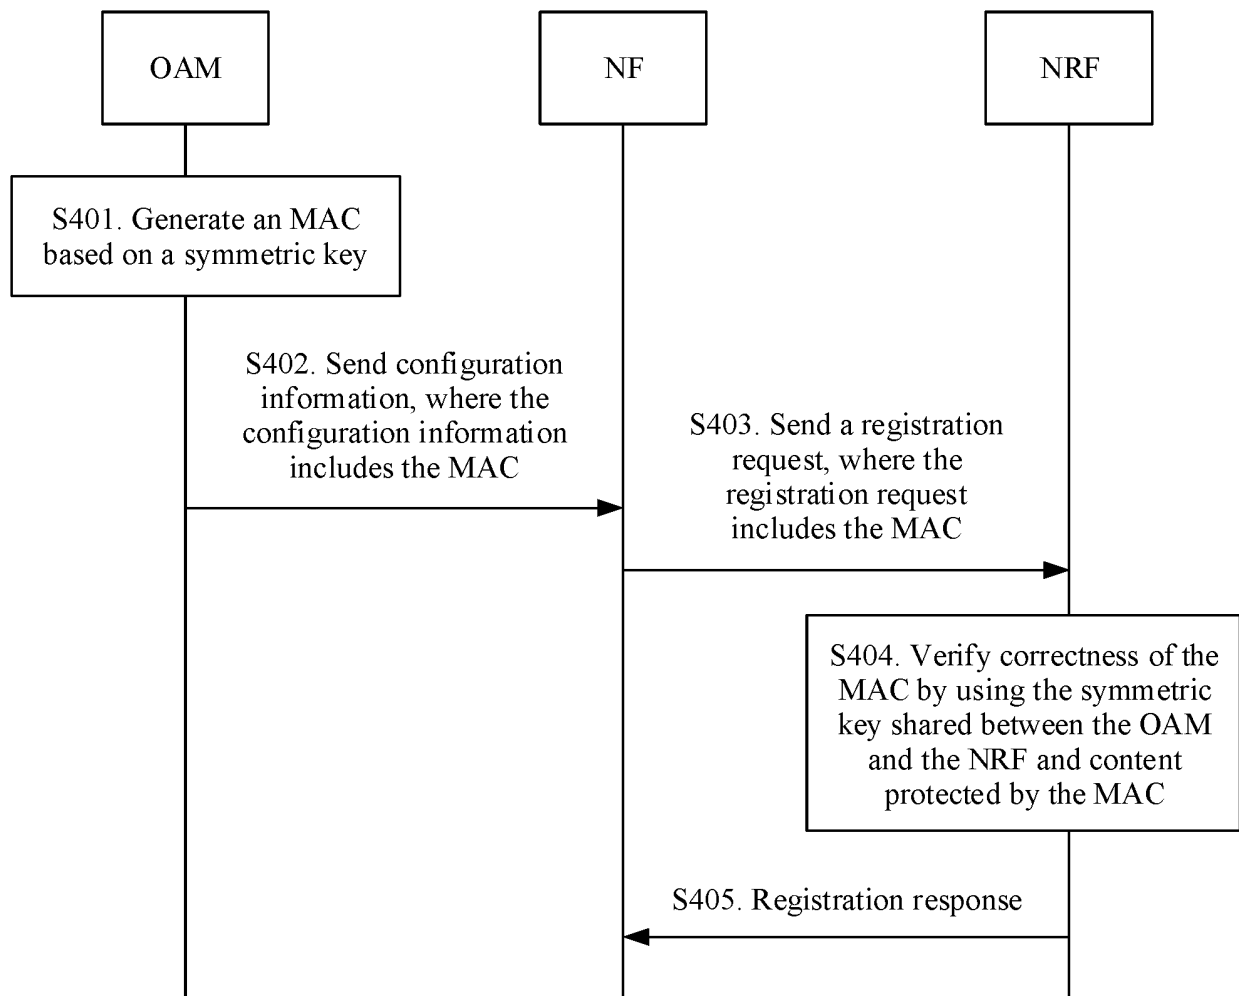 OAM
NF
NRF
S401. Generate an MAC
based on a symmetric key
S402. Send configuration
information, where the
configuration information
includes the MAC
S403. Send a registration
request, where the
registration request
includes the MAC
S404. Verify correctness of the
MAC by using the symmetric
key shared between the OAM
and the NRF and content
protected by the MAC
S405. Registration response